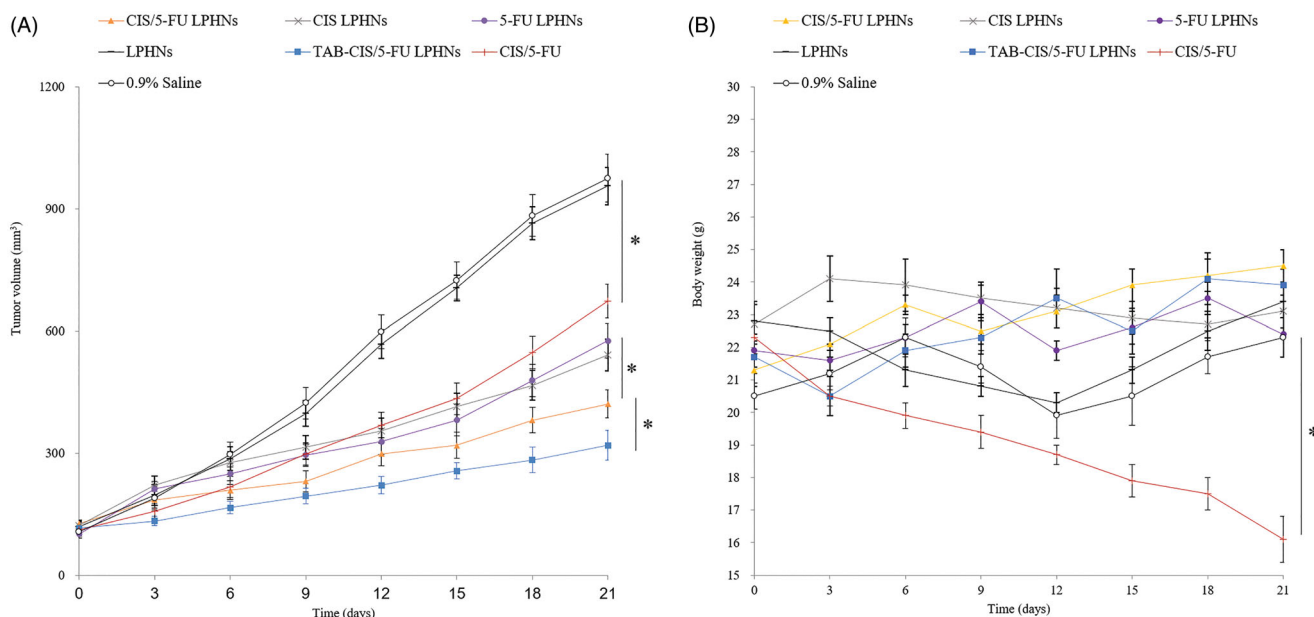 (A)
CIS/5-FU LPHNs CIS LPHNs 5-FU LPHNs
LPHNs TAB-CIS/5-FU LPHNs CIS/5-FU
0.9% Saline
1200
900
600
300
0
Tumor volume (mm³)
*
*
*
0 3 6 9 12 15 18 21
Time (days)
(B)
CIS/5-FU LPHNs CIS LPHNs 5-FU LPHNs
LPHNs TAB-CIS/5-FU LPHNs CIS/5-FU
0.9% Saline
30
29
28
27
26
25
24
23
22
21
20
19
18
17
16
15
Body weight (g)
*
0 3 6 9 12 15 18 21
Time (days)